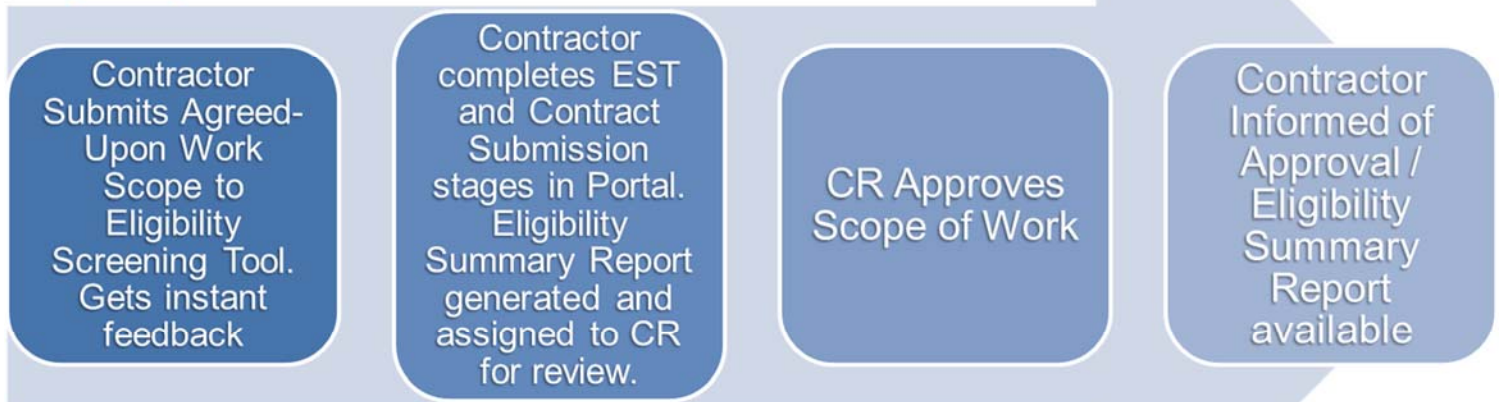 Contractor
Submits Agreed-
Upon Work
Scope to
Eligibility
Screening Tool.
Gets instant
feedback
Contractor
completes EST
and Contract
Submission
stages in Portal.
Eligibility
Summary Report
generated and
assigned to CR
for review.
CR Approves
Scope of Work
Contractor
Informed of
Approval /
Eligibility
Summary
Report
available